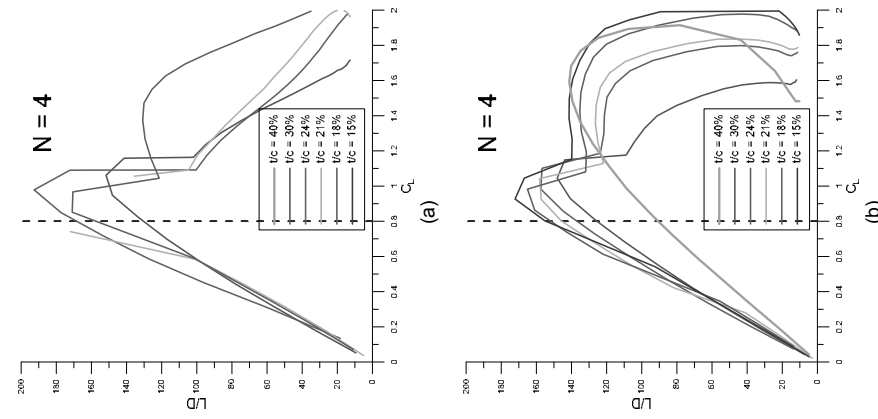 N = 4
200
180
160
140
120
100
80
60
40
20
0
L/D
0
0.2
0.4
0.6
0.8
1
1.2
1.4
1.6
1.8
2
C_L
t/c = 40%
t/c = 30%
t/c = 24%
t/c = 21%
t/c = 18%
t/c = 15%
(a)
N = 4
200
180
160
140
120
100
80
60
40
20
0
L/D
0
0.2
0.4
0.6
0.8
1
1.2
1.4
1.6
1.8
2
C_L
t/c = 40%
t/c = 30%
t/c = 24%
t/c = 21%
t/c = 18%
t/c = 15%
(b)